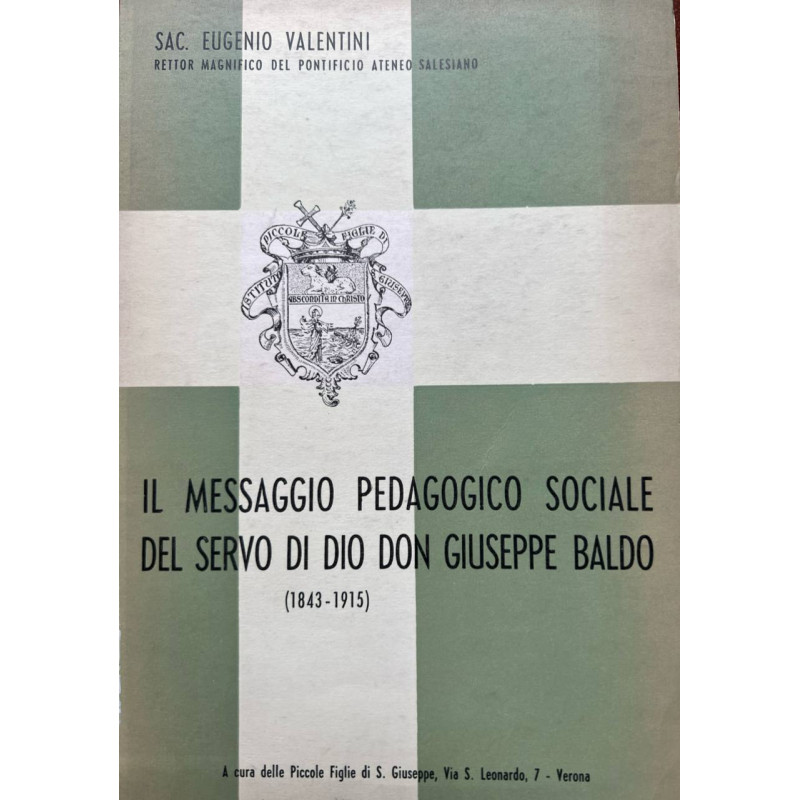 SAC. EUGENIO VALENTINI
RETTOR MAGNIFICO DEL PONTIFICIO ATENEO SALESIANO
ISTITUTO PICCOLE FIGLIE DI S. GIUSEPPE
ABSCONDITA IN CHRISTO
IL MESSAGGIO PEDAGOGICO SOCIALE
DEL SERVO DI DIO DON GIUSEPPE BALDO
(1843-1915)
A cura delle Piccole Figlie di S. Giuseppe, Via S. Leonardo, 7 - Verona